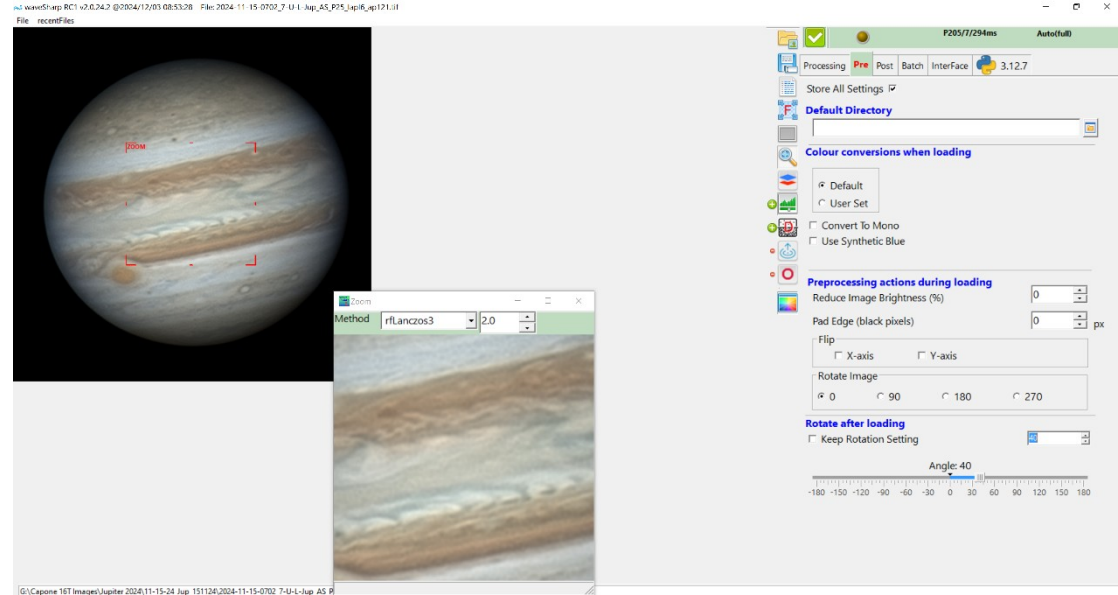 waveSharp RC1 v2.0.24.2 @2024/12/03 08:53:28 File: 2024-11-15-0702_7-U-L-Jup_AS_P25_lapl6_ap121.tif
File recentFiles
P205/7/294ms Auto(full)
Processing Pre Post Batch InterFace 3.12.7
Store All Settings
F
Default Directory
Colour conversions when loading
Default
User Set
D
Convert To Mono
Use Synthetic Blue
Preprocessing actions during loading
Reduce Image Brightness (%) 0
Pad Edge (black pixels) 0 px
Flip
X-axis Y-axis
Rotate Image
0 90 180 270
Rotate after loading
Keep Rotation Setting 40
Angle: 40
-180 -150 -120 -90 -60 -30 0 30 60 90 120 150 180
ZOOM
Zoom
Method rfLanczos3 2.0
G:\Capone 16T Images\Jupiter 2024\11-15-24 Jup 151124\2024-11-15-0702_7-U-L-Jup_AS_P